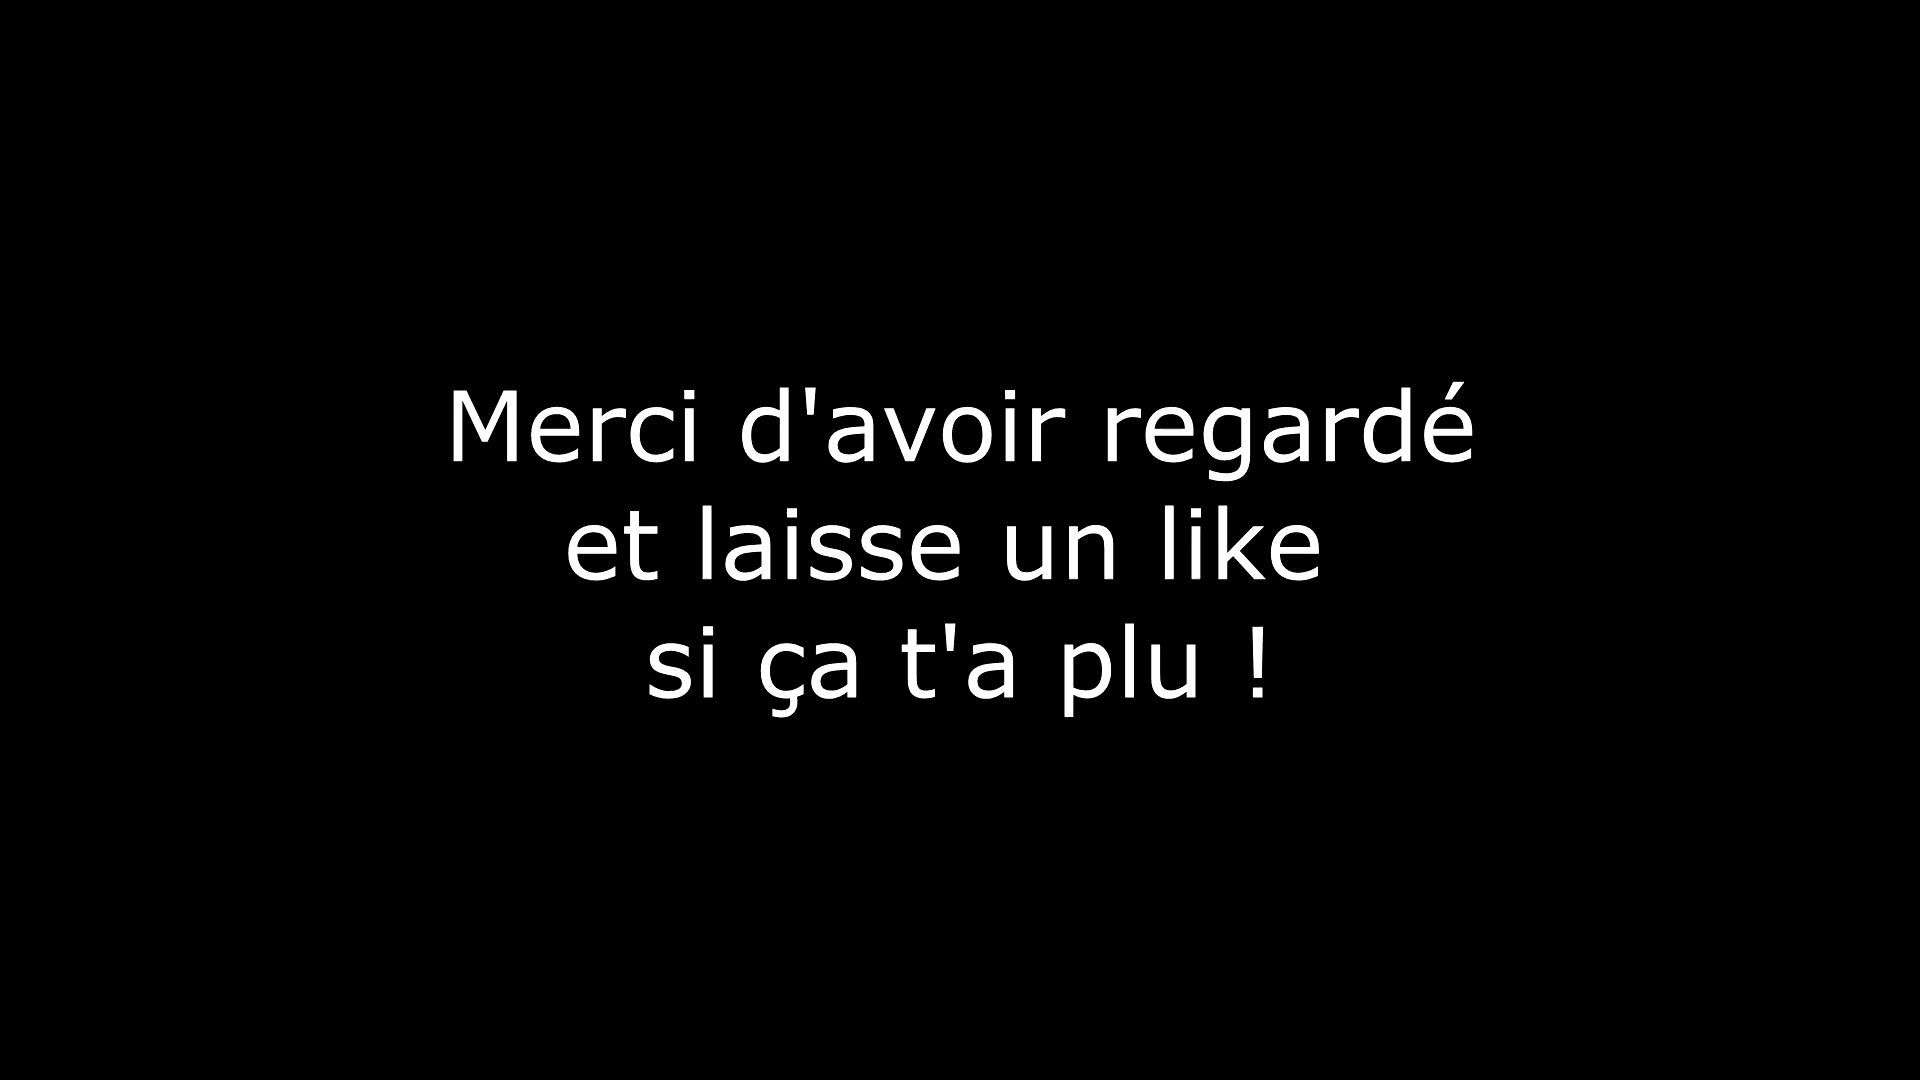 Merci d'avoir regardé
et laisse un like
si ça t'a plu !